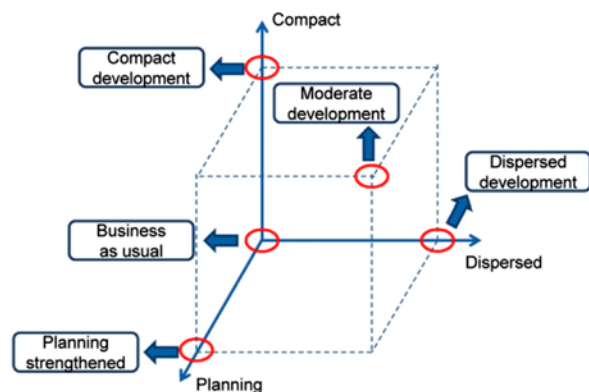 Compact
Compact
development
Moderate
development
Dispersed
development
Business
as usual
Dispersed
Planning
strengthened
Planning